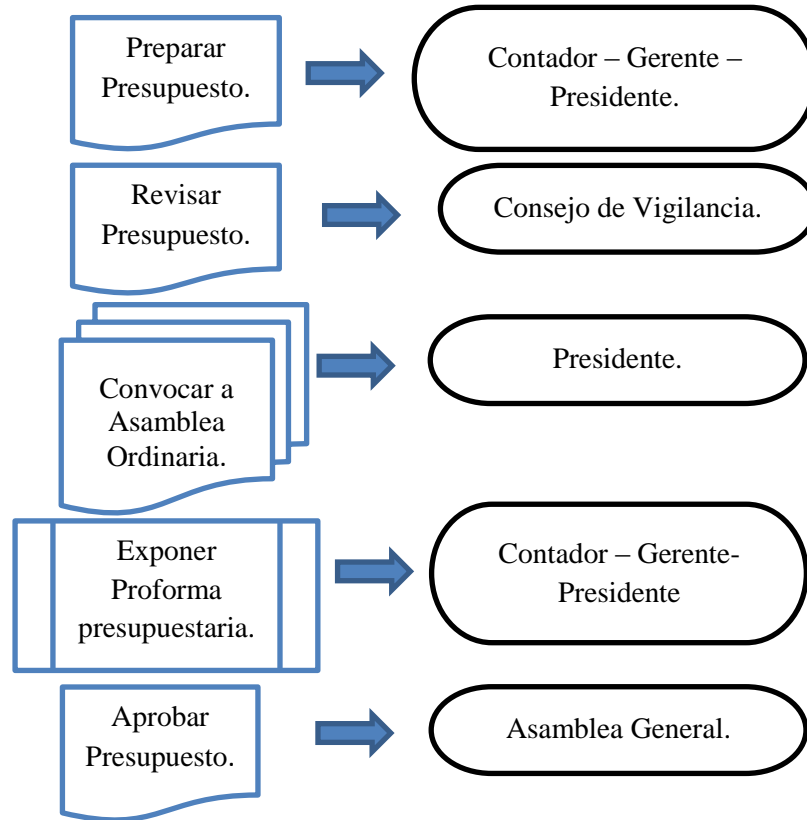 Preparar
Presupuesto.
Contador – Gerente –
Presidente.
Revisar
Presupuesto.
Consejo de Vigilancia.
Convocar a
Asamblea
Ordinaria.
Presidente.
Exponer
Proforma
presupuestaria.
Contador – Gerente-
Presidente
Aprobar
Presupuesto.
Asamblea General.